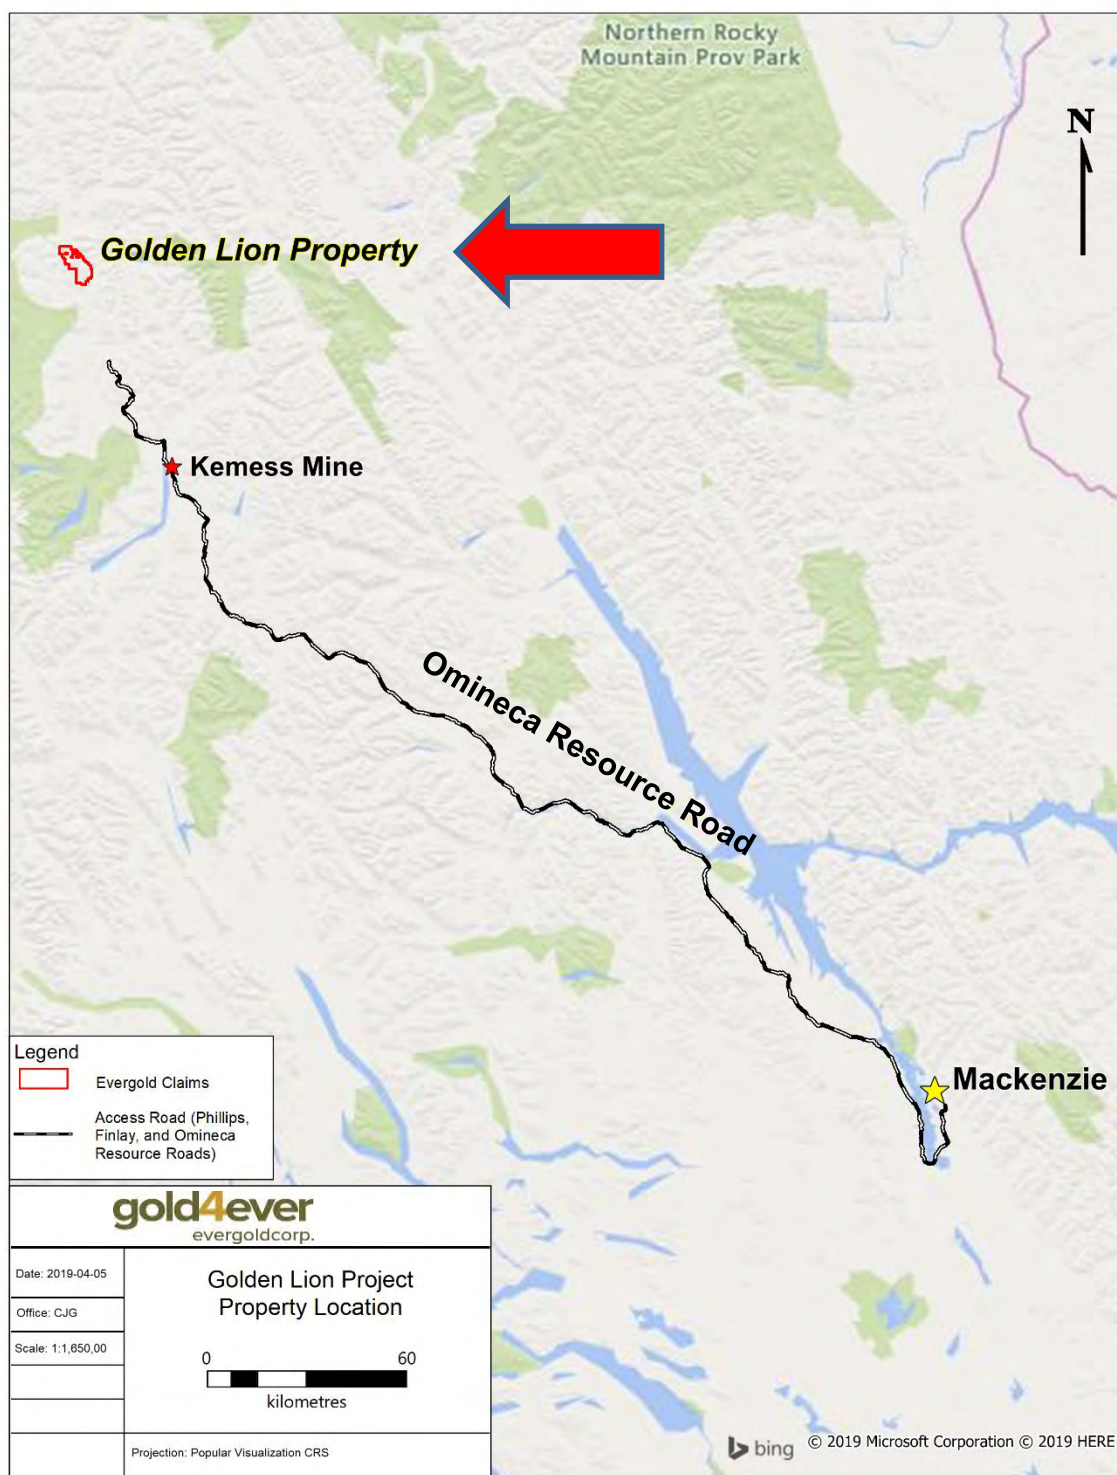 Northern Rocky
Mountain Prov Park
N
Golden Lion Property
Kemess Mine
Omineca Resource Road
Mackenzie
Legend
Evergold Claims
Access Road (Phillips,
Finlay, and Omineca
Resource Roads)
gold4ever
evergoldcorp.
Date: 2019-04-05
Office: CJG
Scale: 1:1,650,00
Golden Lion Project
Property Location
0 60
kilometres
Projection: Popular Visualization CRS
bing © 2019 Microsoft Corporation © 2019 HERE